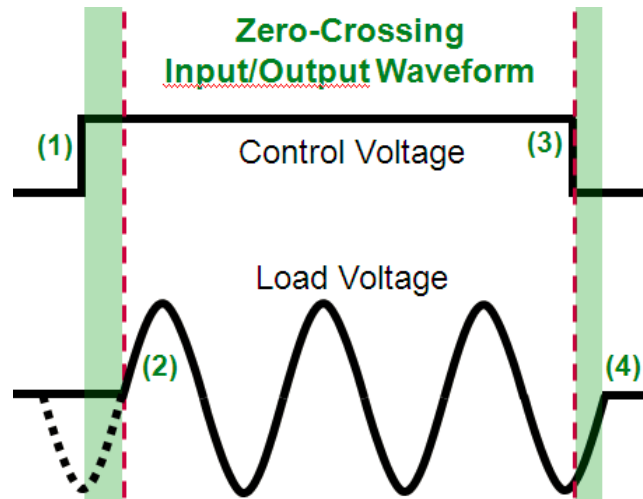 Zero-Crossing
Input/Output Waveform
(1)
Control Voltage
(3)
Load Voltage
(2)
(4)